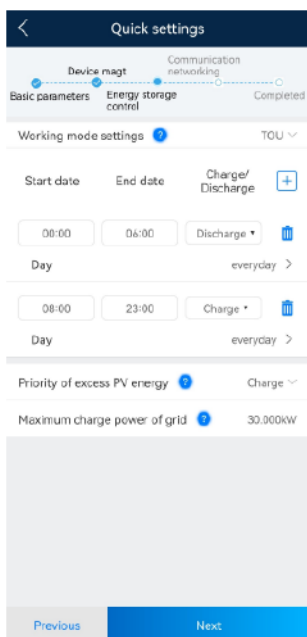 Quick settings
Communication
Device magt networking
Basic parameters Energy storage Completed
control
Working mode settings ? TOU
Start date End date Charge/
Discharge +
00:00 06:00 Discharge
Day everyday >
08:00 23:00 Charge
Day everyday >
Priority of excess PV energy ? Charge
Maximum charge power of grid ? 30.000kW
Previous Next